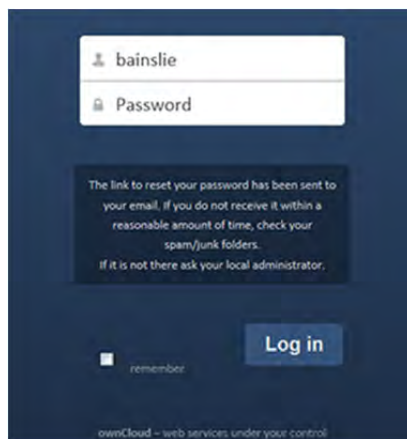 bainslie
Password
The link to reset your password has been sent to
your email. If you do not receive it within a
reasonable amount of time, check your
spam/junk folders.
If it is not there ask your local administrator.
Log in
remember
ownCloud – web services under your control